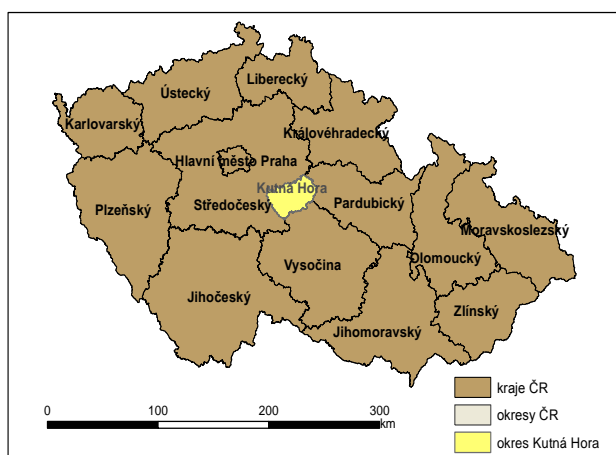 Liberecký
Ústecký
Karlovarský
Královéhradecký
Hlavní město Praha
Kutná Hora
Středočeský
Plzeňský
Pardubický
Moravskoslezský
Olomoucký
Vysočina
Jihočeský
Zlínský
Jihomoravský
kraje ČR
okresy ČR
okres Kutná Hora
0 100 200 300
km